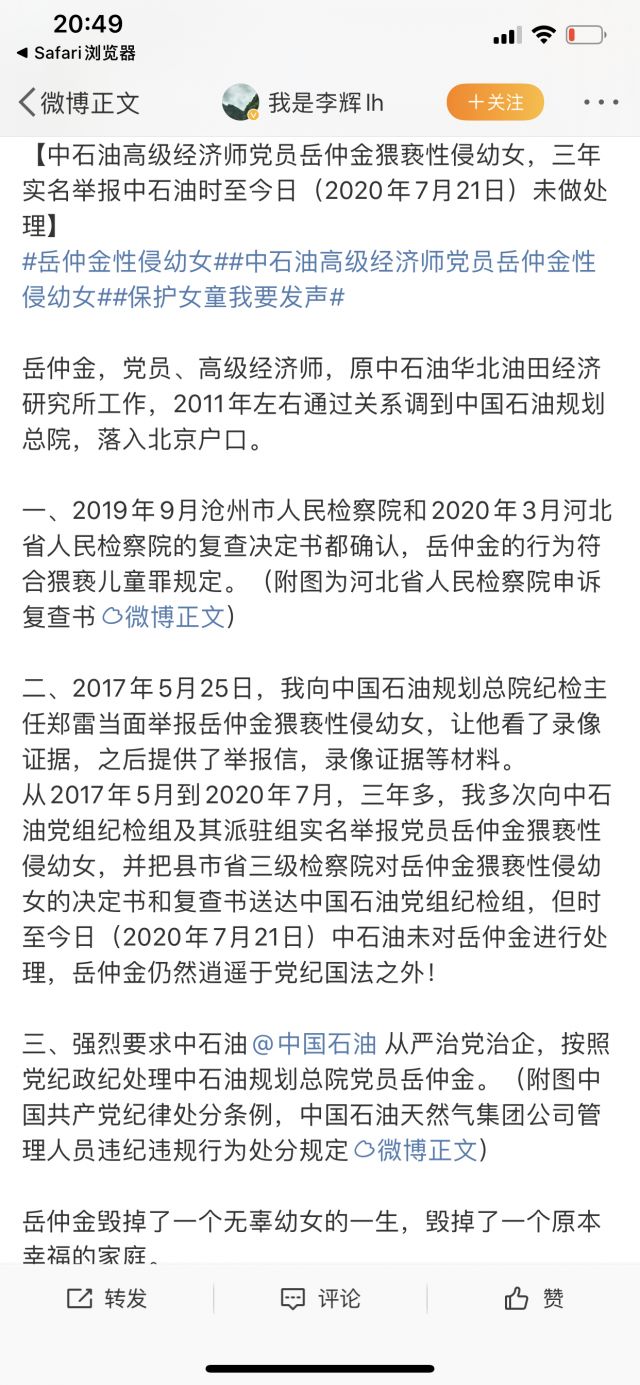 20:49
Safari浏览器
微博正文
我是李辉lh
＋关注
【中石油高级经济师党员岳仲金猥亵性侵幼女，三年
实名举报中石油时至今日（2020年7月21日）未做处
理】
#岳仲金性侵幼女##中石油高级经济师党员岳仲金性
侵幼女##保护女童我要发声#
岳仲金，党员、高级经济师，原中石油华北油田经济
研究所工作，2011年左右通过关系调到中国石油规划
总院，落入北京户口。
一、2019年9月沧州市人民检察院和2020年3月河北
省人民检察院的复查决定书都确认，岳仲金的行为符
合猥亵儿童罪规定。（附图为河北省人民检察院申诉
复查书 微博正文）
二、2017年5月25日，我向中国石油规划总院纪检主
任郑雷当面举报岳仲金猥亵性侵幼女，让他看了录像
证据，之后提供了举报信，录像证据等材料。
从2017年5月到2020年7月，三年多，我多次向中石
油党组纪检组及其派驻组实名举报党员岳仲金猥亵性
侵幼女，并把县市省三级检察院对岳仲金猥亵性侵幼
女的决定书和复查书送达中国石油党组纪检组，但时
至今日（2020年7月21日）中石油未对岳仲金进行处
理，岳仲金仍然逍遥于党纪国法之外！
三、强烈要求中石油@中国石油 从严治党治企，按照
党纪政纪处理中石油规划总院党员岳仲金。（附图中
国共产党纪律处分条例，中国石油天然气集团公司管
理人员违纪违规行为处分规定 微博正文）
岳仲金毁掉了一个无辜幼女的一生，毁掉了一个原本
幸福的家庭。
转发
评论
赞